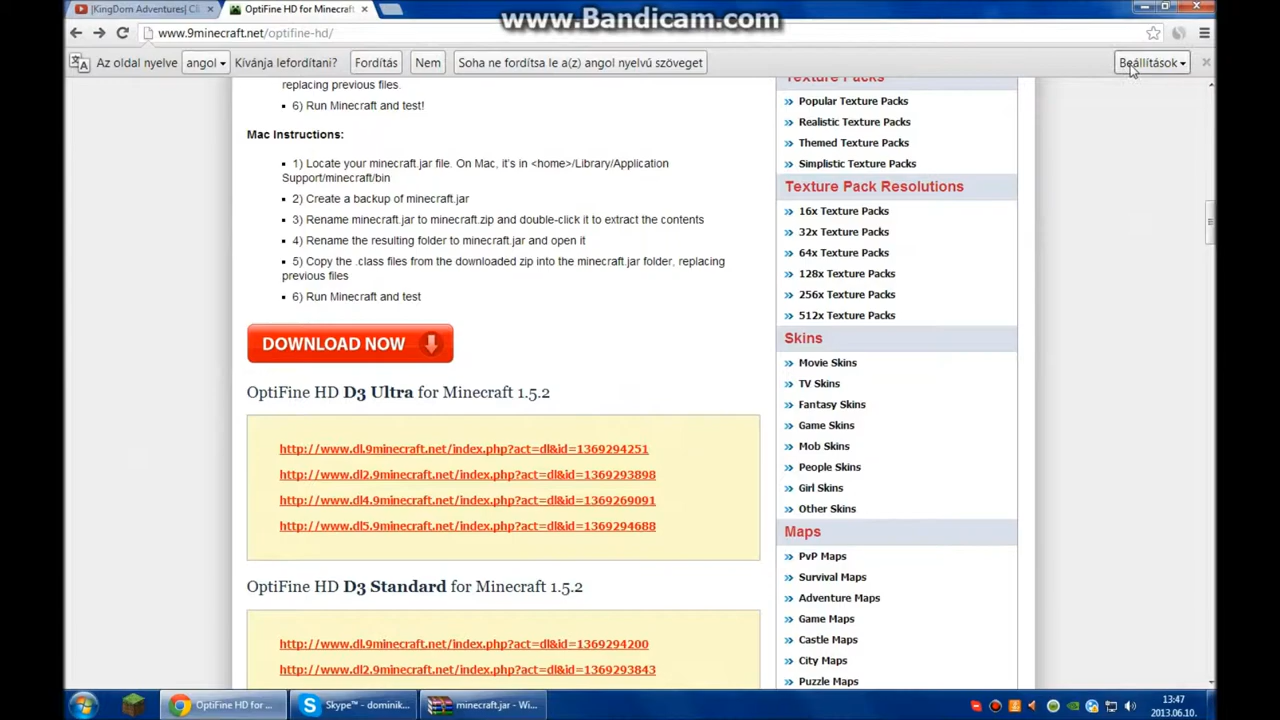 www.Bandicam.com
[KingDom Adventures] C
OptiFine HD for Minecraft
www.9minecraft.net/optifine-hd/
Az oldal nyelve angol Kívánja lefordítani? Fordítás Nem Soha ne fordítsa le a(z) angol nyelvű szöveget Beállítások
replacing previous files.
6) Run Minecraft and test!
Mac Instructions:
1) Locate your minecraft.jar file. On Mac, it's in <home>/Library/Application
Support/minecraft/bin
2) Create a backup of minecraft.jar
3) Rename minecraft.jar to minecraft.zip and double-click it to extract the contents
4) Rename the resulting folder to minecraft.jar and open it
5) Copy the .class files from the downloaded zip into the minecraft.jar folder, replacing
previous files
6) Run Minecraft and test
DOWNLOAD NOW
OptiFine HD D3 Ultra for Minecraft 1.5.2
http://www.dl.9minecraft.net/index.php?act=dl&id=1369294251
http://www.dl2.9minecraft.net/index.php?act=dl&id=1369293898
http://www.dl4.9minecraft.net/index.php?act=dl&id=1369269091
http://www.dl5.9minecraft.net/index.php?act=dl&id=1369294688
OptiFine HD D3 Standard for Minecraft 1.5.2
http://www.dl.9minecraft.net/index.php?act=dl&id=1369294200
http://www.dl2.9minecraft.net/index.php?act=dl&id=1369293843
Texture Packs
Popular Texture Packs
Realistic Texture Packs
Themed Texture Packs
Simplistic Texture Packs
Texture Pack Resolutions
16x Texture Packs
32x Texture Packs
64x Texture Packs
128x Texture Packs
256x Texture Packs
512x Texture Packs
Skins
Movie Skins
TV Skins
Fantasy Skins
Game Skins
Mob Skins
People Skins
Girl Skins
Other Skins
Maps
PvP Maps
Survival Maps
Adventure Maps
Game Maps
Castle Maps
City Maps
Puzzle Maps
OptiFine HD for ...
Skype™ - dominik...
minecraft.jar - Wi...
13:47
2013.06.10.